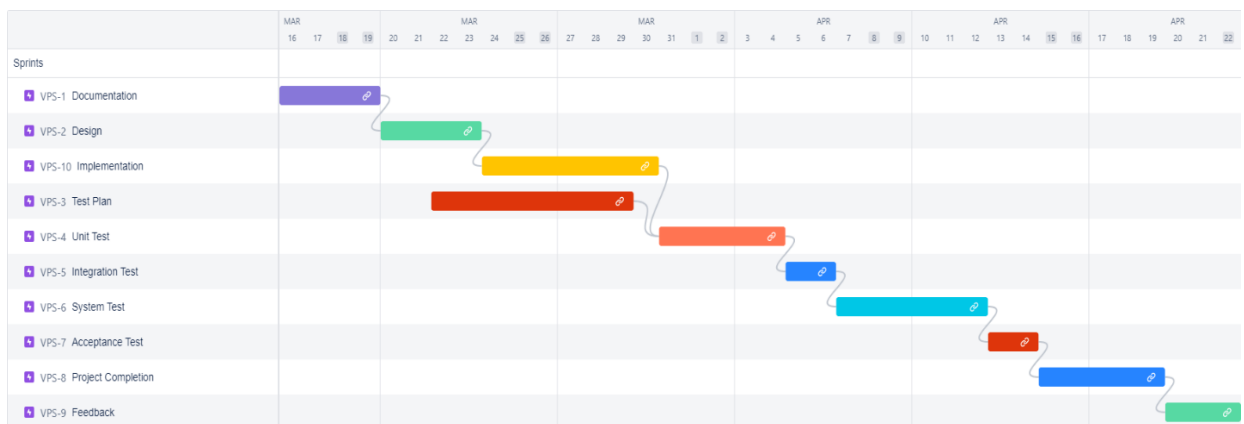 MAR MAR MAR APR APR APR
16 17 18 19 20 21 22 23 24 25 26 27 28 29 30 31 1 2 3 4 5 6 7 8 9 10 11 12 13 14 15 16 17 18 19 20 21 22
Sprints
VPS-1 Documentation
VPS-2 Design
VPS-10 Implementation
VPS-3 Test Plan
VPS-4 Unit Test
VPS-5 Integration Test
VPS-6 System Test
VPS-7 Acceptance Test
VPS-8 Project Completion
VPS-9 Feedback